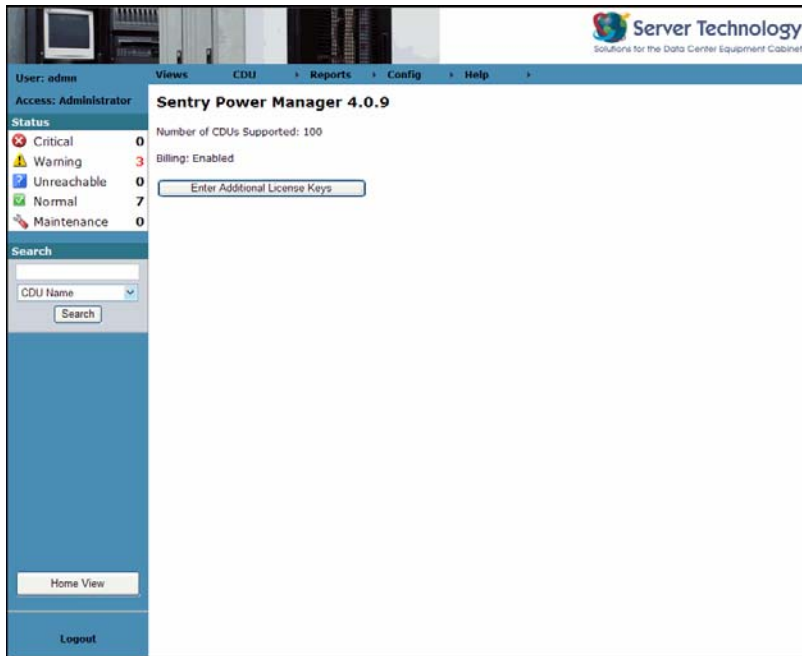 Server Technology
Solutions for the Data Center Equipment Cabinet
User: admn
Views CDU Reports Config Help
Access: Administrator
Sentry Power Manager 4.0.9
Status
Number of CDUs Supported: 100
Critical 0
Warning 3
Billing: Enabled
Unreachable 0
Enter Additional License Keys
Normal 7
Maintenance 0
Search
CDU Name
Search
Home View
Logout